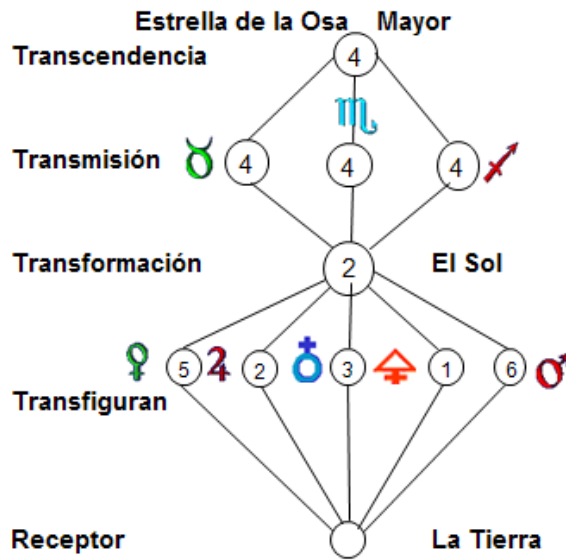 Estrella de la Osa Mayor
Transcendencia
4
Transmisión
4 4 4
Transformación
2
El Sol
5 2 3 1 6
Transfiguran
Receptor
La Tierra